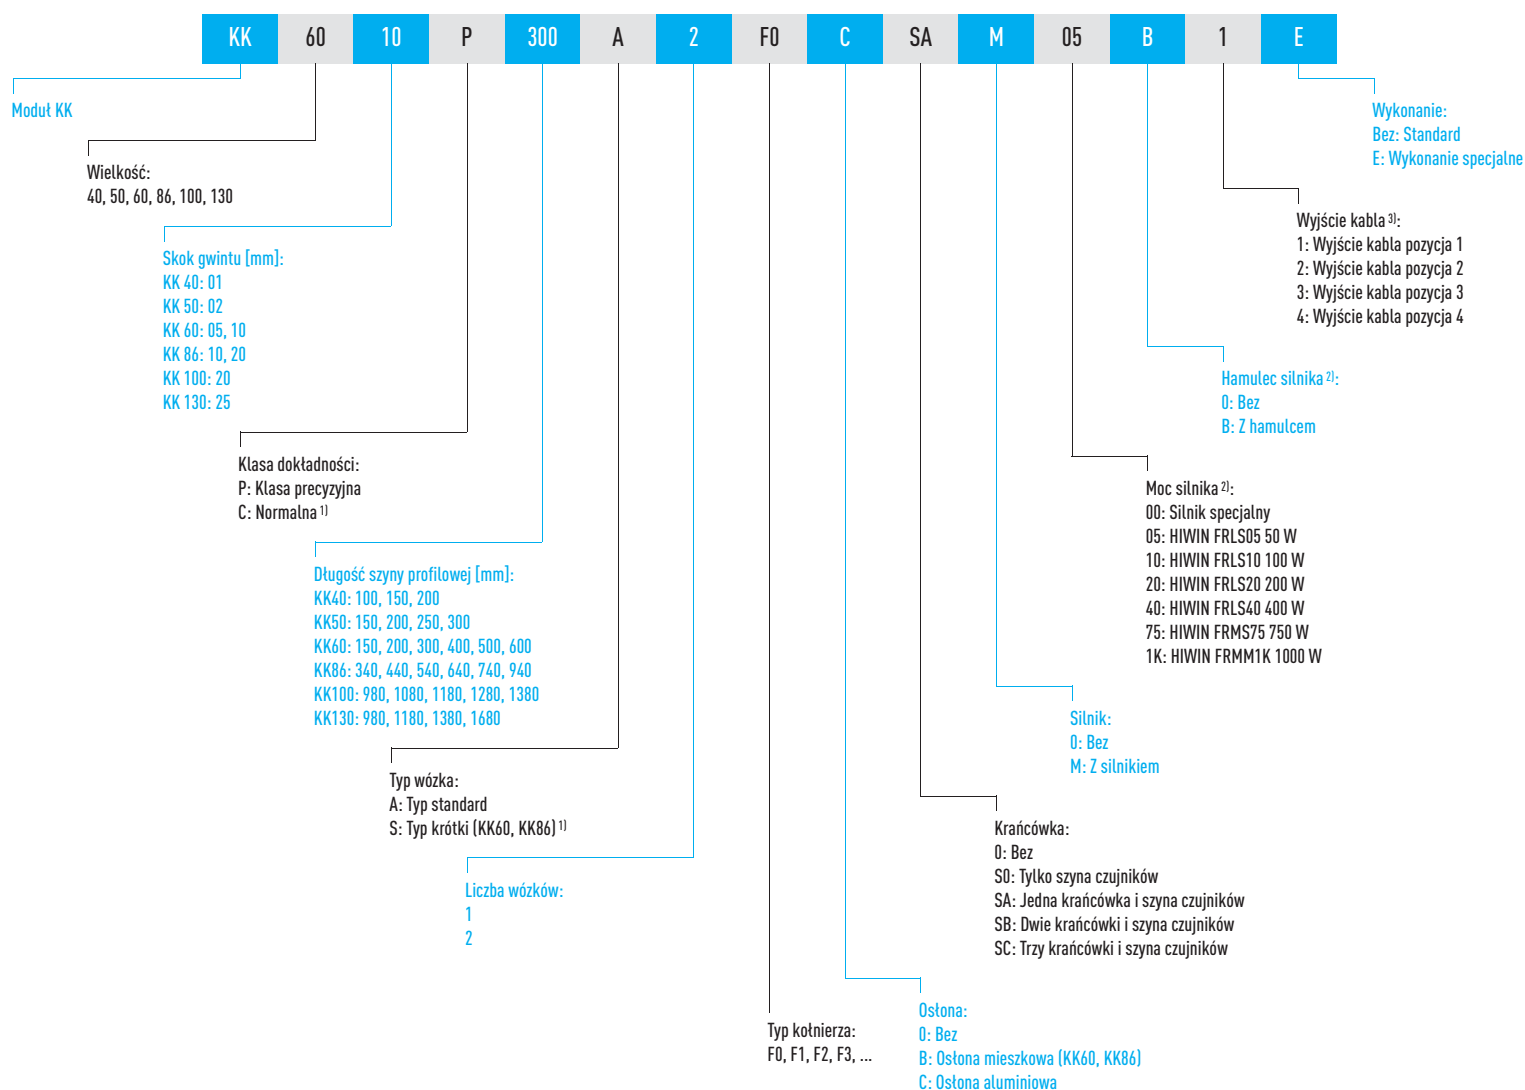 KK 60 10 P 300 A 2 F0 C SA M 05 B 1 E
Moduł KK
Wielkość:
40, 50, 60, 86, 100, 130
Skok gwintu [mm]:
KK 40: 01
KK 50: 02
KK 60: 05, 10
KK 86: 10, 20
KK 100: 20
KK 130: 25
Klasa dokładności:
P: Klasa precyzyjna
C: Normalna 1)
Długość szyny profilowej [mm]:
KK40: 100, 150, 200
KK50: 150, 200, 250, 300
KK60: 150, 200, 300, 400, 500, 600
KK86: 340, 440, 540, 640, 740, 940
KK100: 980, 1080, 1180, 1280, 1380
KK130: 980, 1180, 1380, 1680
Typ wózka:
A: Typ standard
S: Typ krótki (KK60, KK86) 1)
Liczba wózków:
1
2
Typ kołnierza:
F0, F1, F2, F3, ...
Osłona:
0: Bez
B: Osłona mieszkowa (KK60, KK86)
C: Osłona aluminiowa
Krańcówka:
0: Bez
S0: Tylko szyna czujników
SA: Jedna krańcówka i szyna czujników
SB: Dwie krańcówki i szyna czujników
SC: Trzy krańcówki i szyna czujników
Silnik:
0: Bez
M: Z silnikiem
Moc silnika 2):
00: Silnik specjalny
05: HIWIN FRLS05 50 W
10: HIWIN FRLS10 100 W
20: HIWIN FRLS20 200 W
40: HIWIN FRLS40 400 W
75: HIWIN FRMS75 750 W
1K: HIWIN FRMM1K 1000 W
Hamulec silnika 2):
0: Bez
B: Z hamulcem
Wyjście kabla 3):
1: Wyjście kabla pozycja 1
2: Wyjście kabla pozycja 2
3: Wyjście kabla pozycja 3
4: Wyjście kabla pozycja 4
Wykonanie:
Bez: Standard
E: Wykonanie specjalne